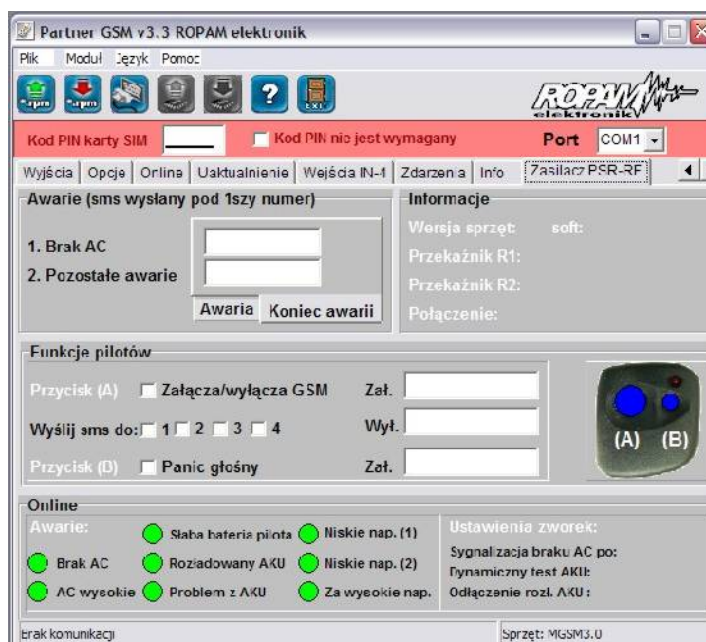 Partner GSM v3.3 ROPAM elektronik
Plik Moduł Język Pomoc
ROPAM
elektronik
Kod PIN karty SIM Kod PIN nie jest wymagany Port COM1
Wyjścia Opcje Online Uaktualnienie Wejścia IN-4 Zdarzenia Info Zasilacz PSR-RF
Awarie (sms wysłany pod 1szy numer) Informacje
Wersja sprzęt: soft:
1. Brak AC
Przekaźnik R1:
2. Pozostałe awarie
Przekaźnik R2:
Awaria Koniec awarii
Połączenie:
Funkcje pilotów
Przycisk (A) Załącza/wyłącza GSM Zał.
Wyślij sms do: 1 2 3 4 Wył.
(A) (B)
Przycisk (B) Panic głośny Zał.
Online
Awarie: Słaba bateria pilota Niskie nap. (1) Ustawienia zworek:
Brak AC Rozładowany AKU Niskie nap. (2) Sygnalizacja braku AC po:
Dynamiczny test AKU:
AC wysokie Problem z AKU Za wysokie nap. Odłączenie rozł. AKU :
Brak komunikacji Sprzęt: MGSM3.0